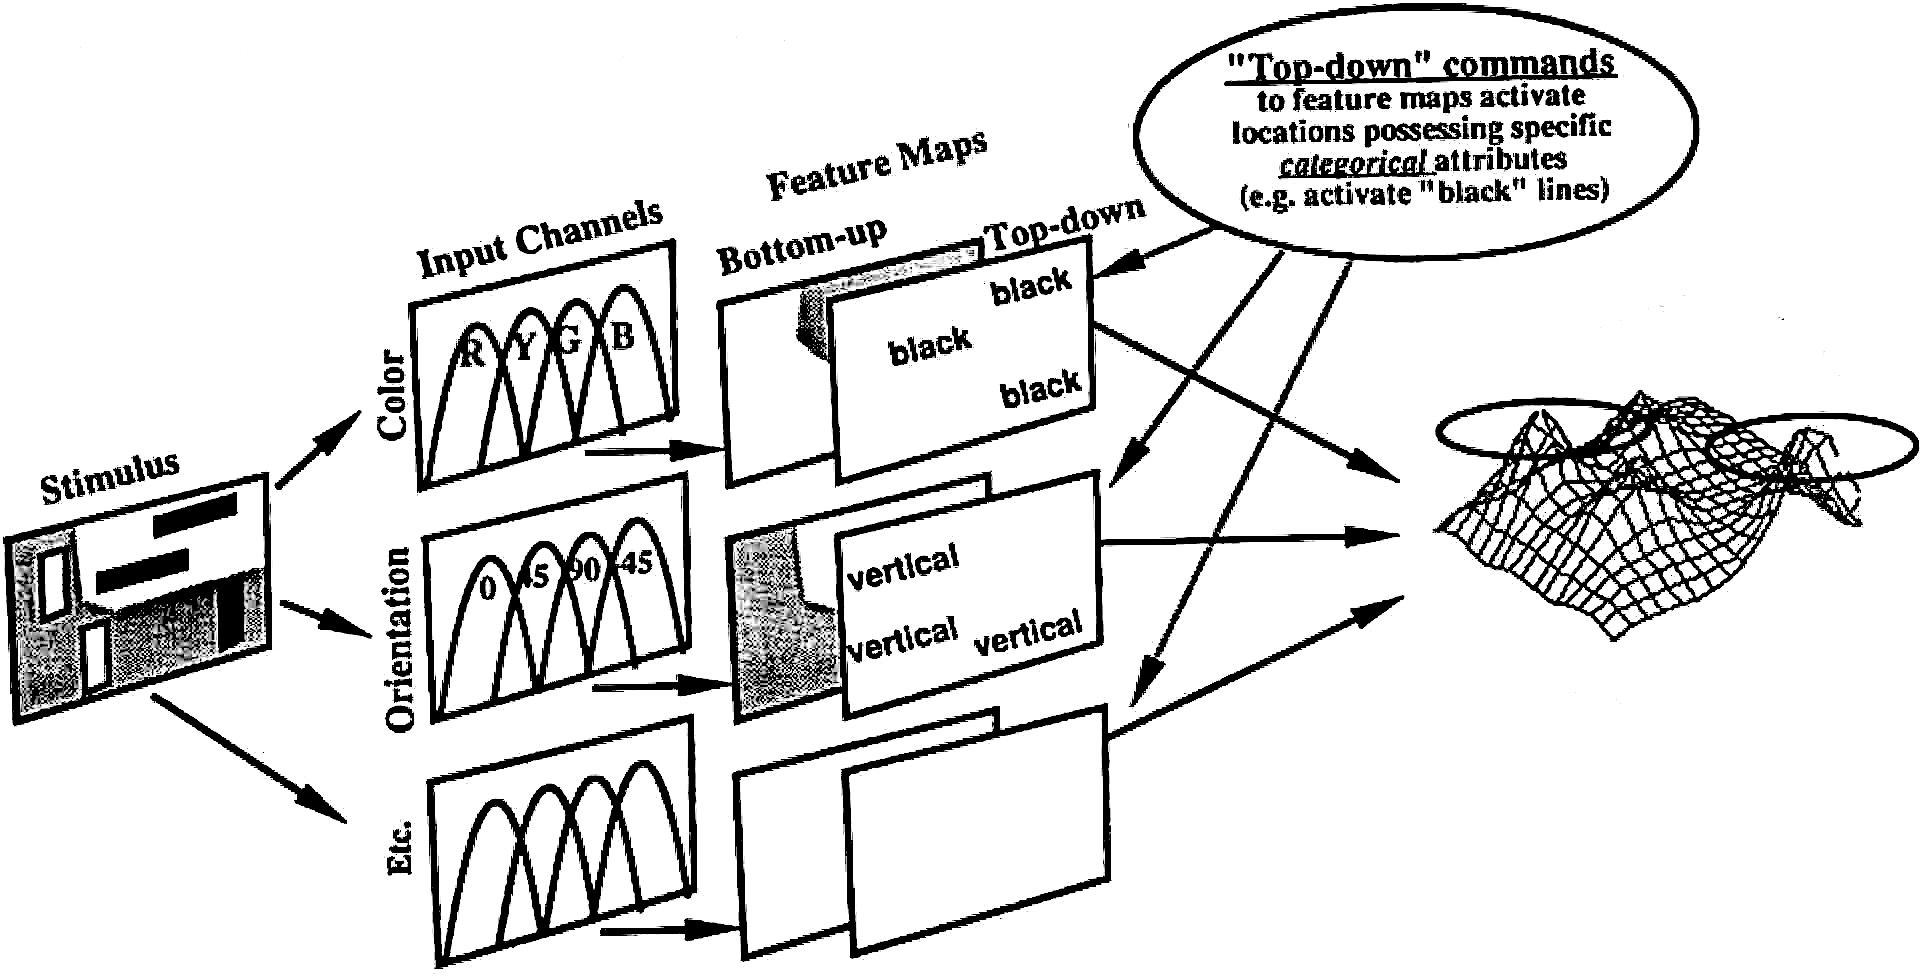 "Top-down" commands
to feature maps activate
locations possessing specific
categorical attributes
(e.g. activate "black" lines)
Feature Maps
Input Channels
Bottom-up
Top-down
Stimulus
Color
R Y G B
black
black
black
Orientation
0 45 90 -45
vertical
vertical
vertical
Etc.